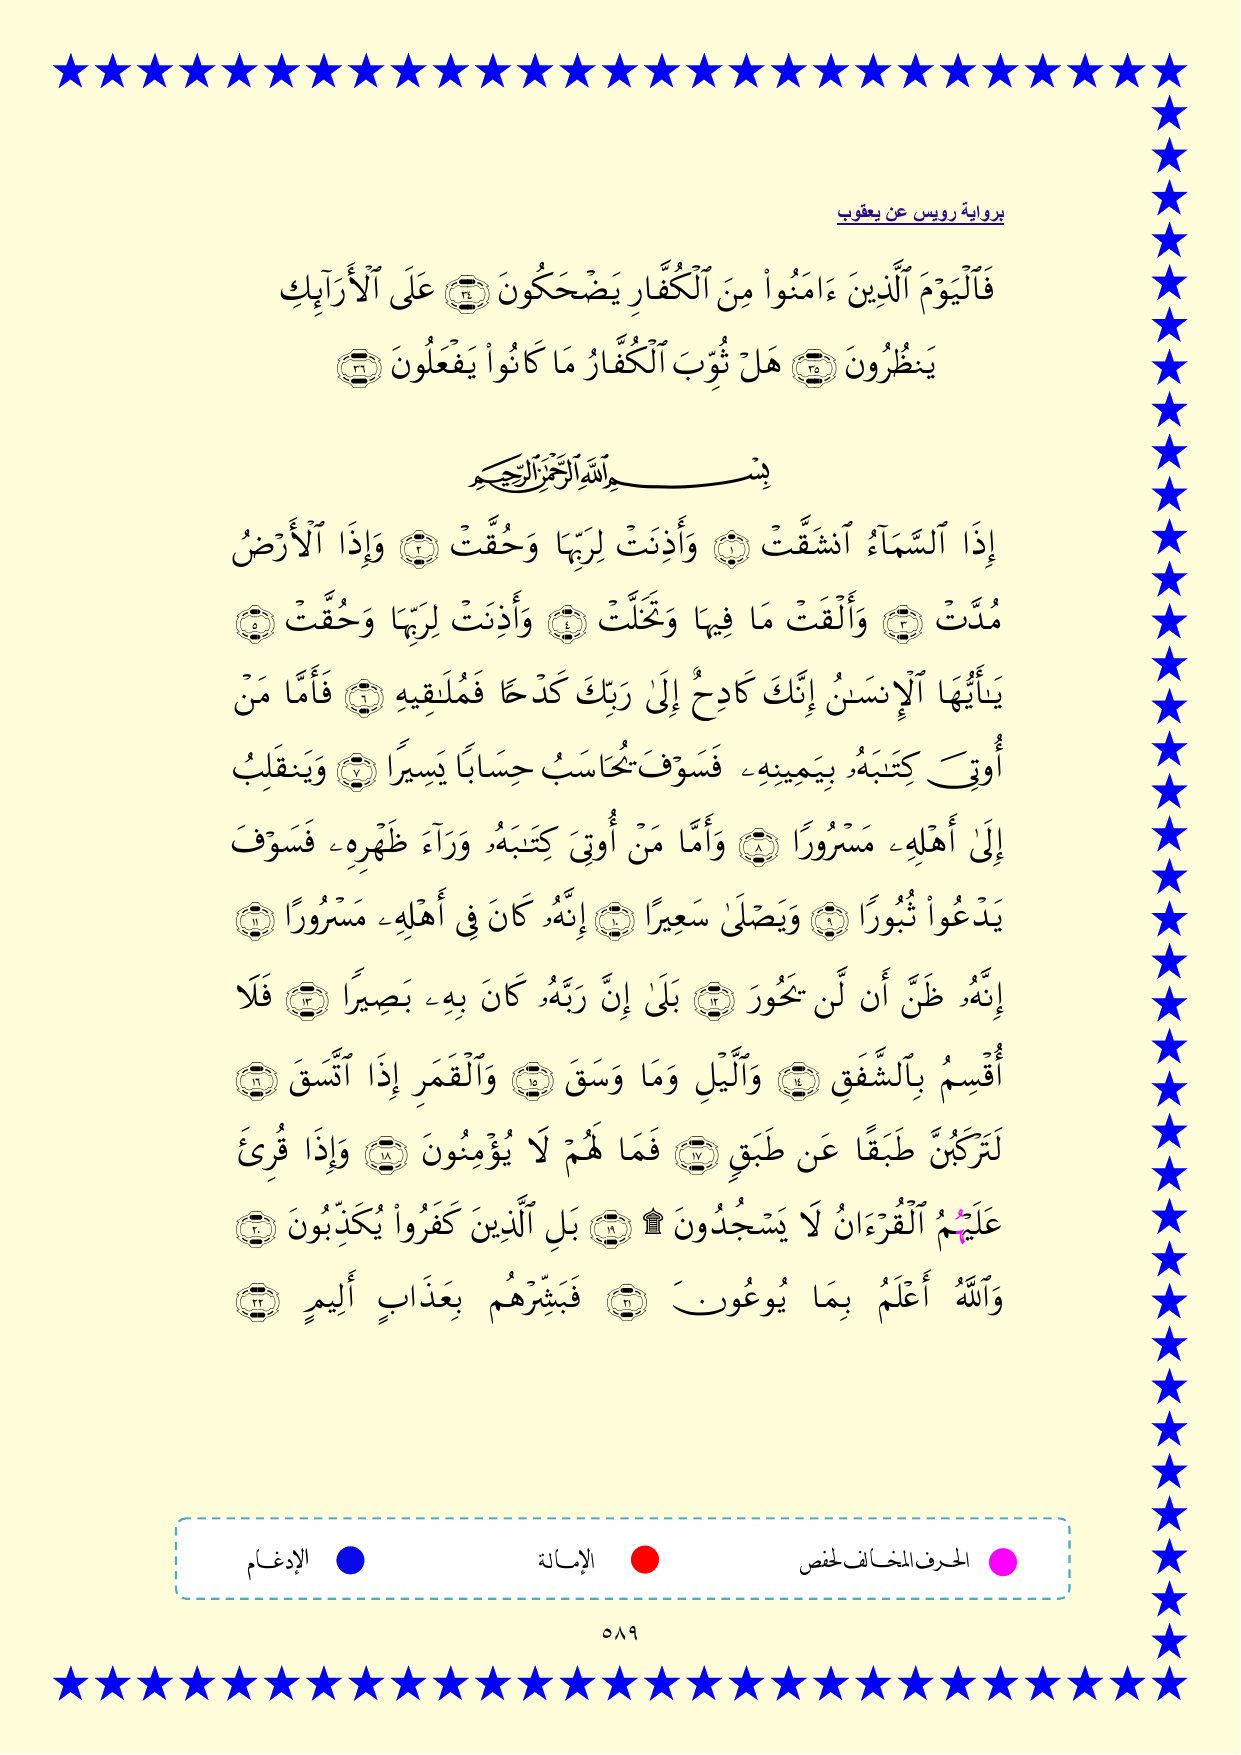 برواية رويس عن يعقوب
فَٱلۡيَوۡمَ ٱلَّذِينَ ءَامَنُواْ مِنَ ٱلۡكُفَّارِ يَضۡحَكُونَ ٣٤ عَلَى ٱلۡأَرَآئِكِ
يَنظُرُونَ ٣٥ هَلۡ ثُوِّبَ ٱلۡكُفَّارُ مَا كَانُواْ يَفۡعَلُونَ ٣٦
بِسۡمِ ٱللَّهِ ٱلرَّحۡمَٰنِ ٱلرَّحِيمِ
إِذَا ٱلسَّمَآءُ ٱنشَقَّتۡ ١ وَأَذِنَتۡ لِرَبِّهَا وَحُقَّتۡ ٢ وَإِذَا ٱلۡأَرۡضُ
مُدَّتۡ ٣ وَأَلۡقَتۡ مَا فِيهَا وَتَخَلَّتۡ ٤ وَأَذِنَتۡ لِرَبِّهَا وَحُقَّتۡ ٥
يَـٰٓأَيُّهَا ٱلۡإِنسَـٰنُ إِنَّكَ كَادِحٌ إِلَىٰ رَبِّكَ كَدۡحٗا فَمُلَـٰقِيهِ ٦ فَأَمَّا مَنۡ
أُوتِيَ كِتَـٰبَهُۥ بِيَمِينِهِۦ فَسَوۡفَ يُحَاسَبُ حِسَابٗا يَسِيرٗا ٧ وَيَنقَلِبُ
إِلَىٰ أَهۡلِهِۦ مَسۡرُورٗا ٨ وَأَمَّا مَنۡ أُوتِيَ كِتَـٰبَهُۥ وَرَآءَ ظَهۡرِهِۦ فَسَوۡفَ
يَدۡعُواْ ثُبُورٗا ٩ وَيَصۡلَىٰ سَعِيرًا ١٠ إِنَّهُۥ كَانَ فِي أَهۡلِهِۦ مَسۡرُورًا ١١
إِنَّهُۥ ظَنَّ أَن لَّن يَحُورَ ١٢ بَلَىٰ إِنَّ رَبَّهُۥ كَانَ بِهِۦ بَصِيرٗا ١٣ فَلَا
أُقۡسِمُ بِٱلشَّفَقِ ١٤ وَٱلَّيۡلِ وَمَا وَسَقَ ١٥ وَٱلۡقَمَرِ إِذَا ٱتَّسَقَ ١٦
لَتَرۡكَبُنَّ طَبَقًا عَن طَبَقٖ ١٧ فَمَا لَهُمۡ لَا يُؤۡمِنُونَ ١٨ وَإِذَا قُرِئَ
عَلَيۡهُمُ ٱلۡقُرۡءَانُ لَا يَسۡجُدُونَ ۩ ١٩ بَلِ ٱلَّذِينَ كَفَرُواْ يُكَذِّبُونَ ٢٠
وَٱللَّهُ أَعۡلَمُ بِمَا يُوعُونَ ٢١ فَبَشِّرۡهُم بِعَذَابٍ أَلِيمٍ ٢٢
الحرف المخالف لحفص الإمالة الإدغام
٥٨٩